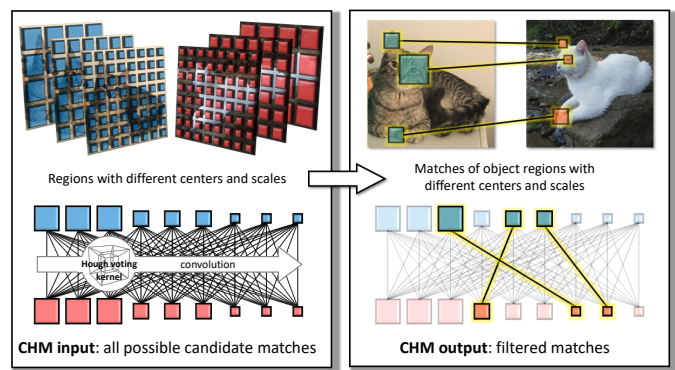 Regions with different centers and scales
Hough voting
kernel
convolution
CHM input: all possible candidate matches
Matches of object regions with
different centers and scales
CHM output: filtered matches